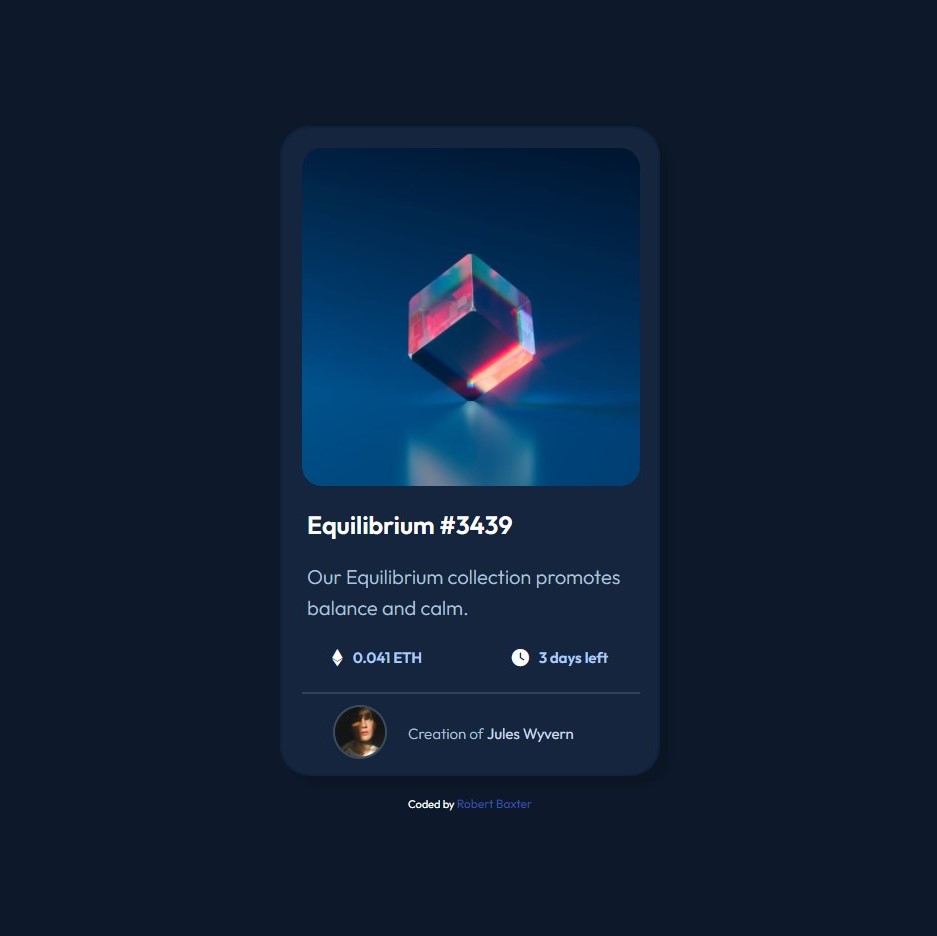 Equilibrium #3439
Our Equilibrium collection promotes
balance and calm.
0.041 ETH
3 days left
Creation of Jules Wyvern
Coded by Robert Baxter